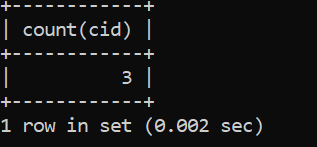 +------------+
| count(cid) |
+------------+
|          3 |
+------------+
1 row in set (0.002 sec)